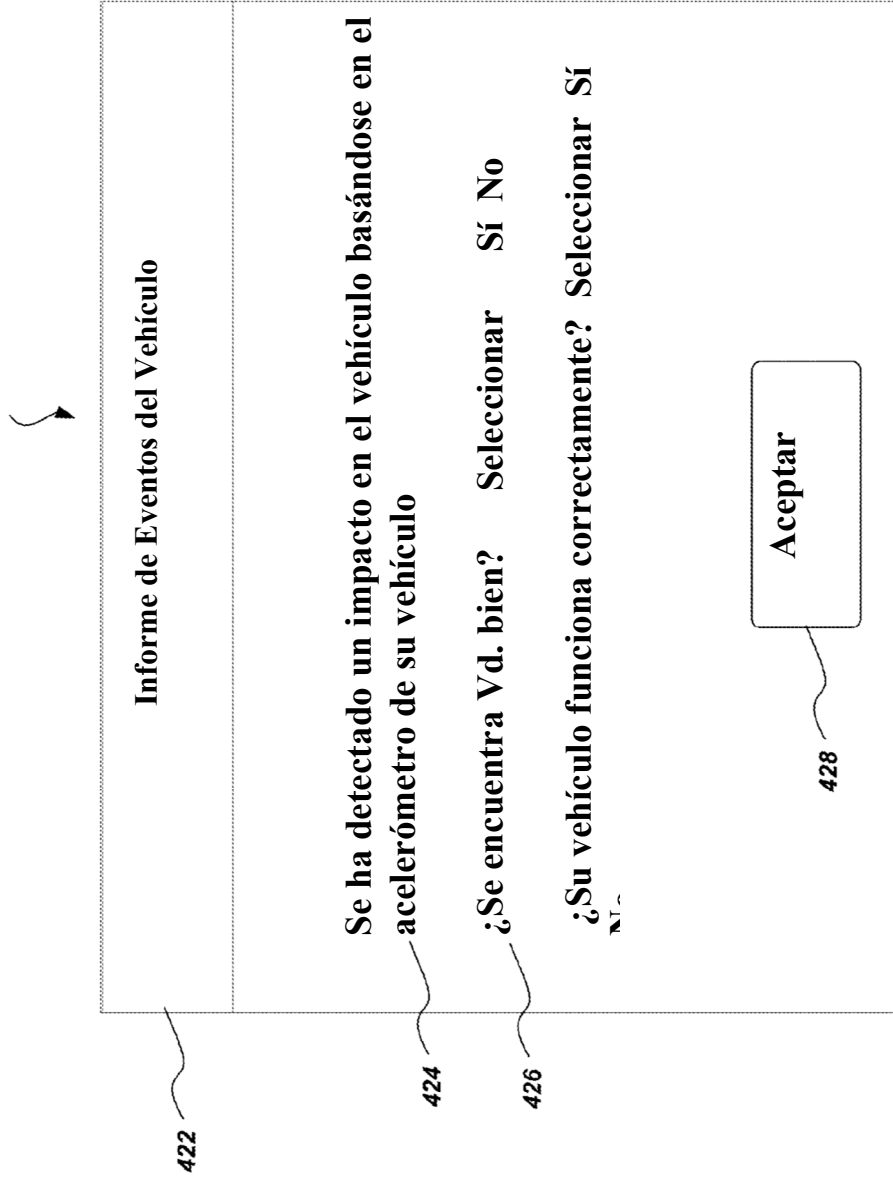 Informe de Eventos del Vehículo
Se ha detectado un impacto en el vehículo basándose en el
acelerómetro de su vehículo
¿Se encuentra Vd. bien? Seleccionar Sí No
¿Su vehículo funciona correctamente? Seleccionar Sí
No
Aceptar
422
424
426
428